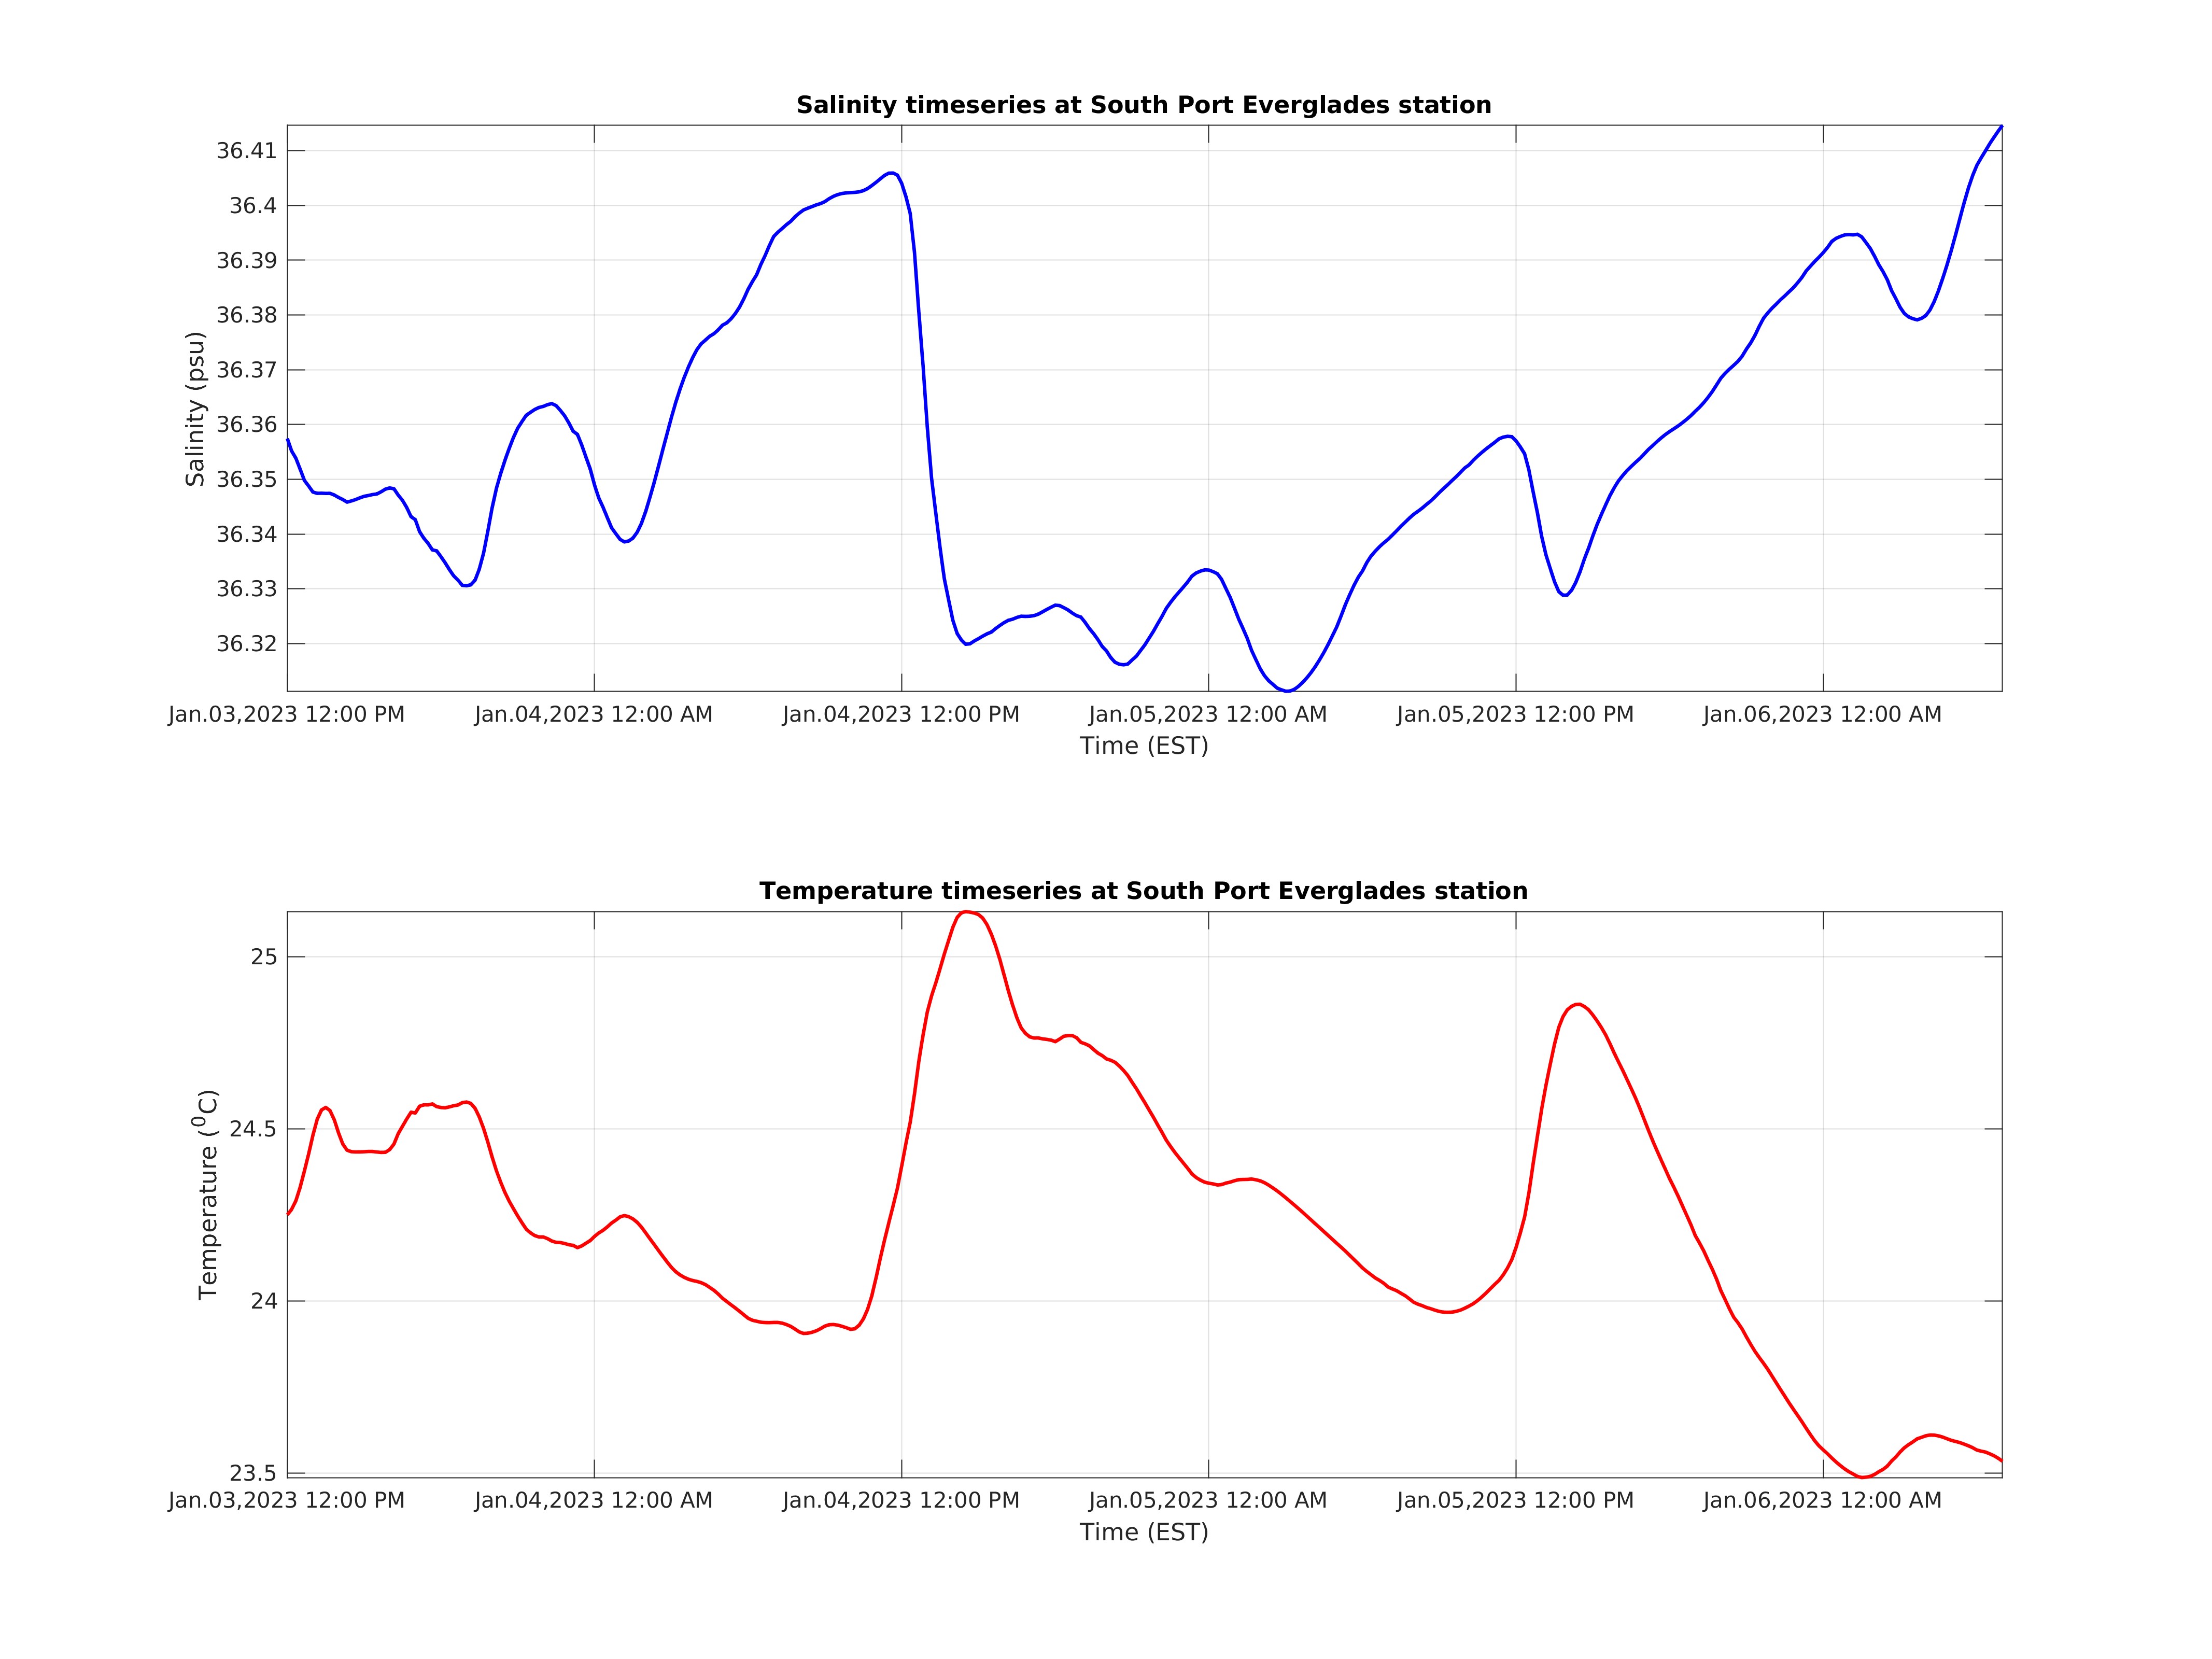 Salinity timeseries at South Port Everglades station
36.41
36.4
36.39
36.38
36.37
36.36
36.35
36.34
36.33
36.32
Salinity (psu)
Jan.03,2023 12:00 PM Jan.04,2023 12:00 AM Jan.04,2023 12:00 PM Jan.05,2023 12:00 AM Jan.05,2023 12:00 PM Jan.06,2023 12:00 AM
Time (EST)
Temperature timeseries at South Port Everglades station
25
24.5
24
23.5
Temperature (⁰C)
Jan.03,2023 12:00 PM Jan.04,2023 12:00 AM Jan.04,2023 12:00 PM Jan.05,2023 12:00 AM Jan.05,2023 12:00 PM Jan.06,2023 12:00 AM
Time (EST)